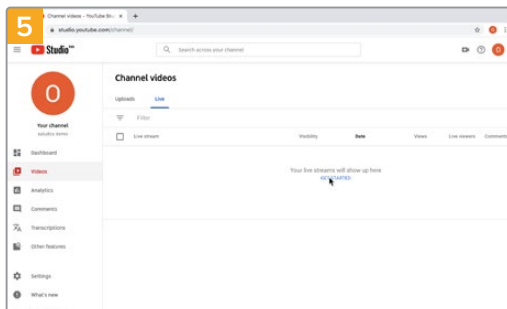 5
Channel videos - YouTube Stu
studio.youtube.com/channel/
Studio
Search across your channel
O
O
Your channel
Channel videos
Uploads Live
Filter
Live stream Visibility Date Views Live viewers Comments
Your live streams will show up here
GET STARTED
Dashboard
Videos
Analytics
Comments
Transcriptions
Other features
Settings
What's new